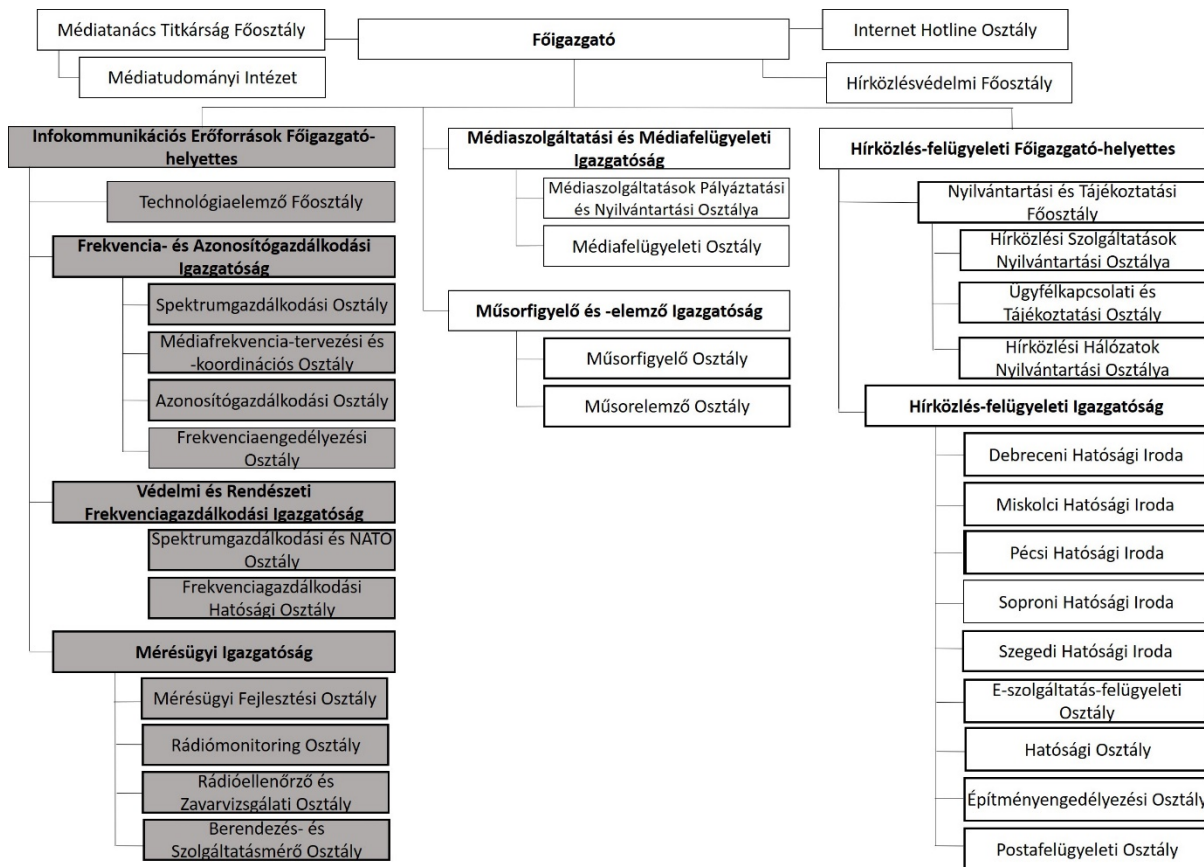 Médiatanács Titkárság Főosztály
Médiatudományi Intézet
Főigazgató
Internet Hotline Osztály
Hírközlésvédelmi Főosztály
Infokommunikációs Erőforrások Főigazgató-
helyettes
Technológiaelemző Főosztály
Frekvencia- és Azonosítógazdálkodási
Igazgatóság
Spektrumgazdálkodási Osztály
Médiafrekvencia-tervezési és
-koordinációs Osztály
Azonosítógazdálkodási Osztály
Frekvenciaengedélyezési
Osztály
Védelmi és Rendészeti
Frekvenciagazdálkodási Igazgatóság
Spektrumgazdálkodási és NATO
Osztály
Frekvenciagazdálkodási
Hatósági Osztály
Mérésügyi Igazgatóság
Mérésügyi Fejlesztési Osztály
Rádiómonitoring Osztály
Rádióellenőrző és
Zavarvizsgálati Osztály
Berendezés- és
Szolgáltatásmérő Osztály
Médiaszolgáltatási és Médiafelügyeleti
Igazgatóság
Médiaszolgáltatások Pályáztatási
és Nyilvántartási Osztálya
Médiafelügyeleti Osztály
Műsorfigyelő és -elemző Igazgatóság
Műsorfigyelő Osztály
Műsorelemző Osztály
Hírközlés-felügyeleti Főigazgató-helyettes
Nyilvántartási és Tájékoztatási
Főosztály
Hírközlési Szolgáltatások
Nyilvántartási Osztálya
Ügyfélkapcsolati és
Tájékoztatási Osztály
Hírközlési Hálózatok
Nyilvántartási Osztálya
Hírközlés-felügyeleti Igazgatóság
Debreceni Hatósági Iroda
Miskolci Hatósági Iroda
Pécsi Hatósági Iroda
Soproni Hatósági Iroda
Szegedi Hatósági Iroda
E-szolgáltatás-felügyeleti
Osztály
Hatósági Osztály
Építményengedélyezési Osztály
Postafelügyeleti Osztály